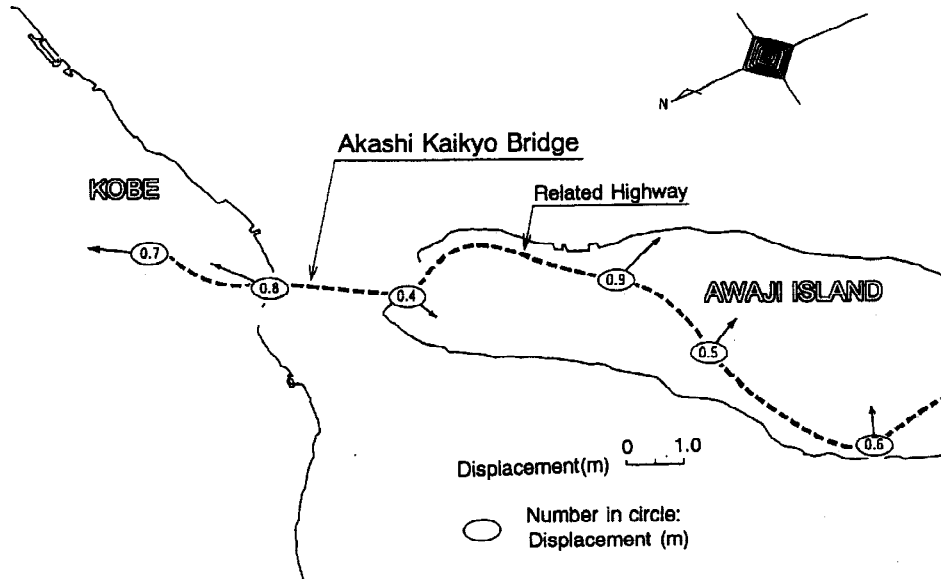 N
Akashi Kaikyo Bridge
KOBE
Related Highway
0.7
0.8
0.4
0.9
AWAJI ISLAND
0.5
0.6
0 1.0
Displacement(m)
Number in circle:
Displacement (m)